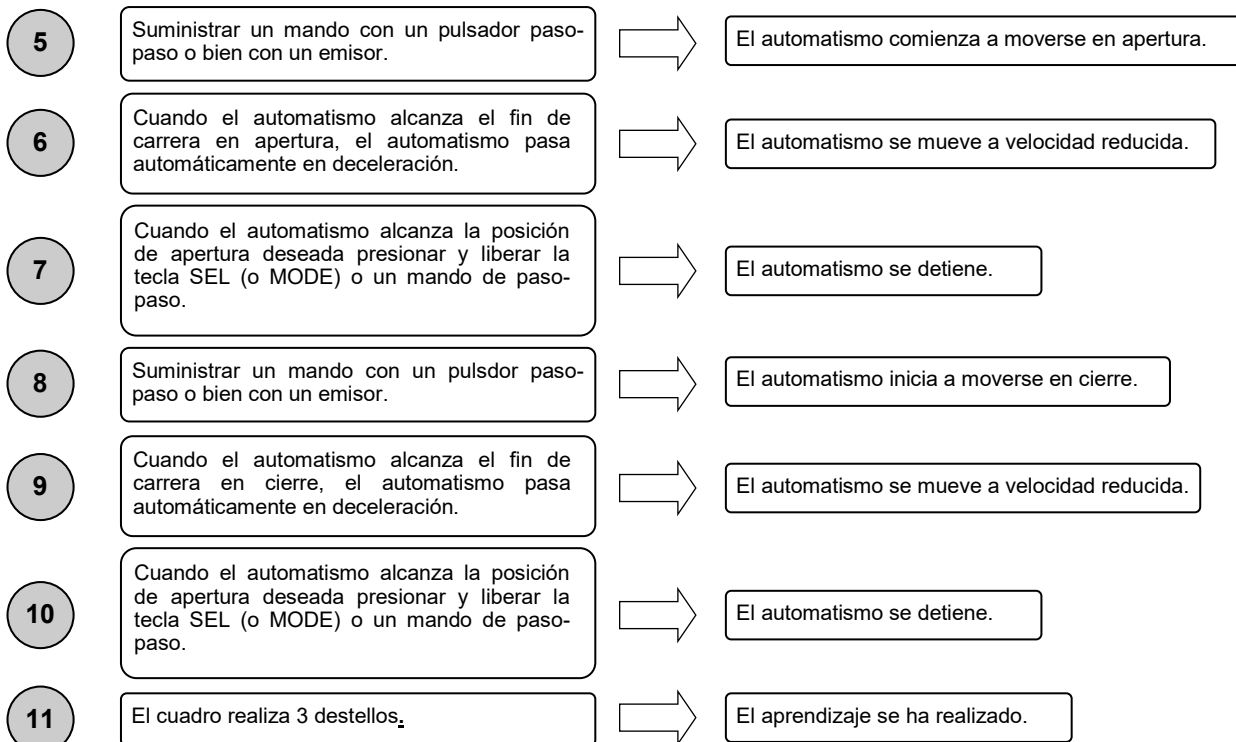 5
Suministrar un mando con un pulsador paso-
paso o bien con un emisor.
El automatismo comienza a moverse en apertura.
6
Cuando el automatismo alcanza el fin de
carrera en apertura, el automatismo pasa
automáticamente en deceleración.
El automatismo se mueve a velocidad reducida.
7
Cuando el automatismo alcanza la posición
de apertura deseada presionar y liberar la
tecla SEL (o MODE) o un mando de paso-
paso.
El automatismo se detiene.
8
Suministrar un mando con un pulsdor paso-
paso o bien con un emisor.
El automatismo inicia a moverse en cierre.
9
Cuando el automatismo alcanza el fin de
carrera en cierre, el automatismo pasa
automáticamente en deceleración.
El automatismo se mueve a velocidad reducida.
10
Cuando el automatismo alcanza la posición
de apertura deseada presionar y liberar la
tecla SEL (o MODE) o un mando de paso-
paso.
El automatismo se detiene.
11
El cuadro realiza 3 destellos.
El aprendizaje se ha realizado.